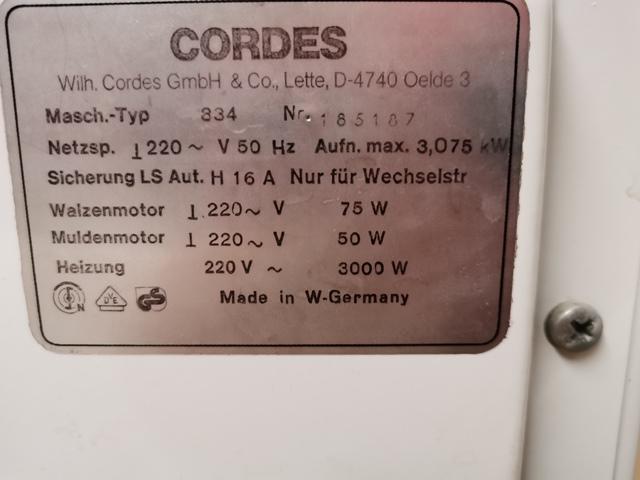 CORDES
Wilh. Cordes GmbH & Co., Lette, D-4740 Oelde 3
Masch.-Typ 334 Nr. 185187
Netzsp. ⊥ 220 ~ V 50 Hz Aufn. max. 3,075 kW
Sicherung LS Aut. H 16 A Nur für Wechselstr
Walzenmotor ⊥ 220 ~ V 75 W
Muldenmotor ⊥ 220 ~ V 50 W
Heizung 220 V ~ 3000 W
N VDE GS Made in W-Germany